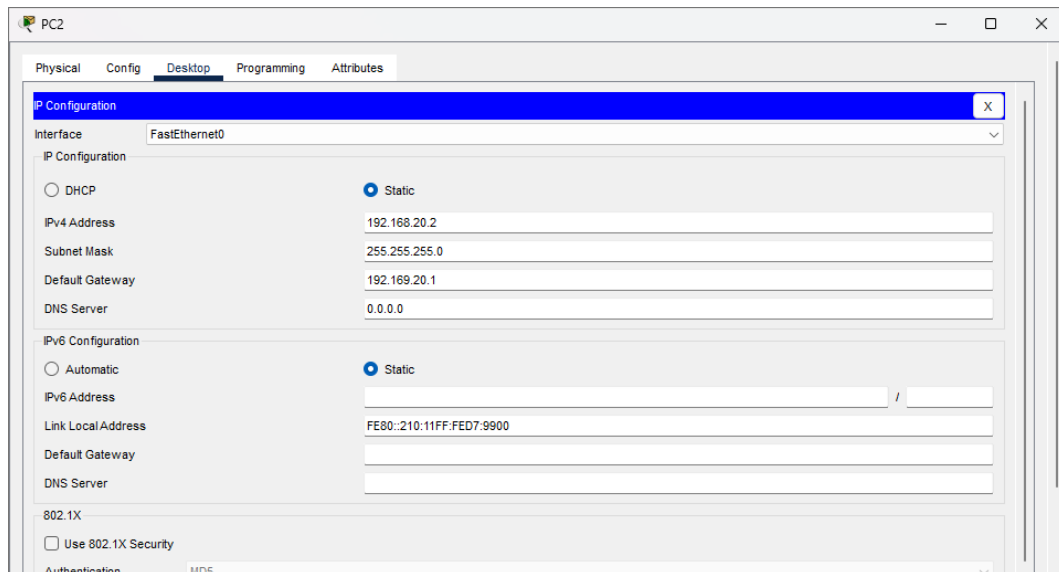 PC2
Physical Config Desktop Programming Attributes
IP Configuration X
Interface FastEthernet0
IP Configuration
DHCP Static
IPv4 Address 192.168.20.2
Subnet Mask 255.255.255.0
Default Gateway 192.169.20.1
DNS Server 0.0.0.0
IPv6 Configuration
Automatic Static
IPv6 Address /
Link Local Address FE80::210:11FF:FED7:9900
Default Gateway
DNS Server
802.1X
Use 802.1X Security
Authentication MD5